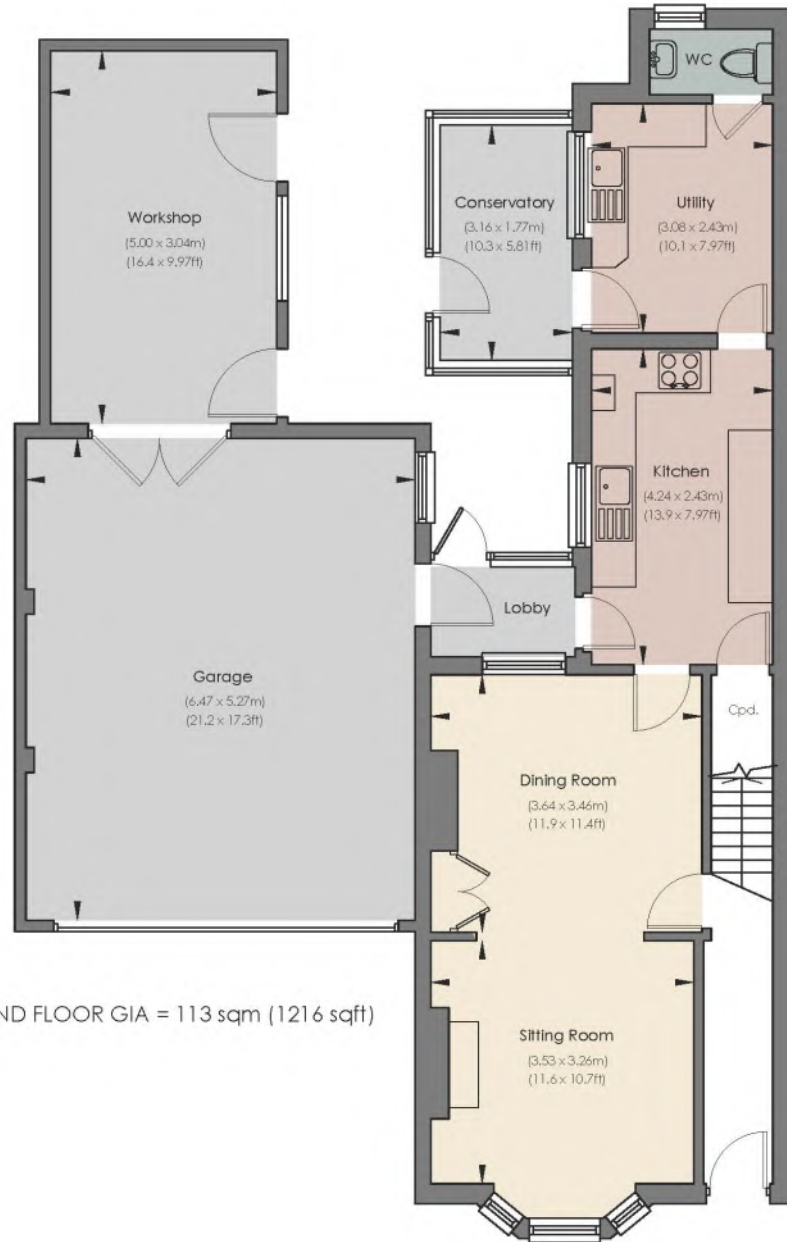 WC
Workshop
(5.00 x 3.04m)
(16.4 x 9.97ft)
Conservatory
(3.16 x 1.77m)
(10.3 x 5.81ft)
Utility
(3.08 x 2.43m)
(10.1 x 7.97ft)
Kitchen
(4.24 x 2.43m)
(13.9 x 7.97ft)
Lobby
Garage
(6.47 x 5.27m)
(21.2 x 17.3ft)
Cpd.
Dining Room
(3.64 x 3.46m)
(11.9 x 11.4ft)
ND FLOOR GIA = 113 sqm (1216 sqft)
Sitting Room
(3.53 x 3.26m)
(11.6 x 10.7ft)